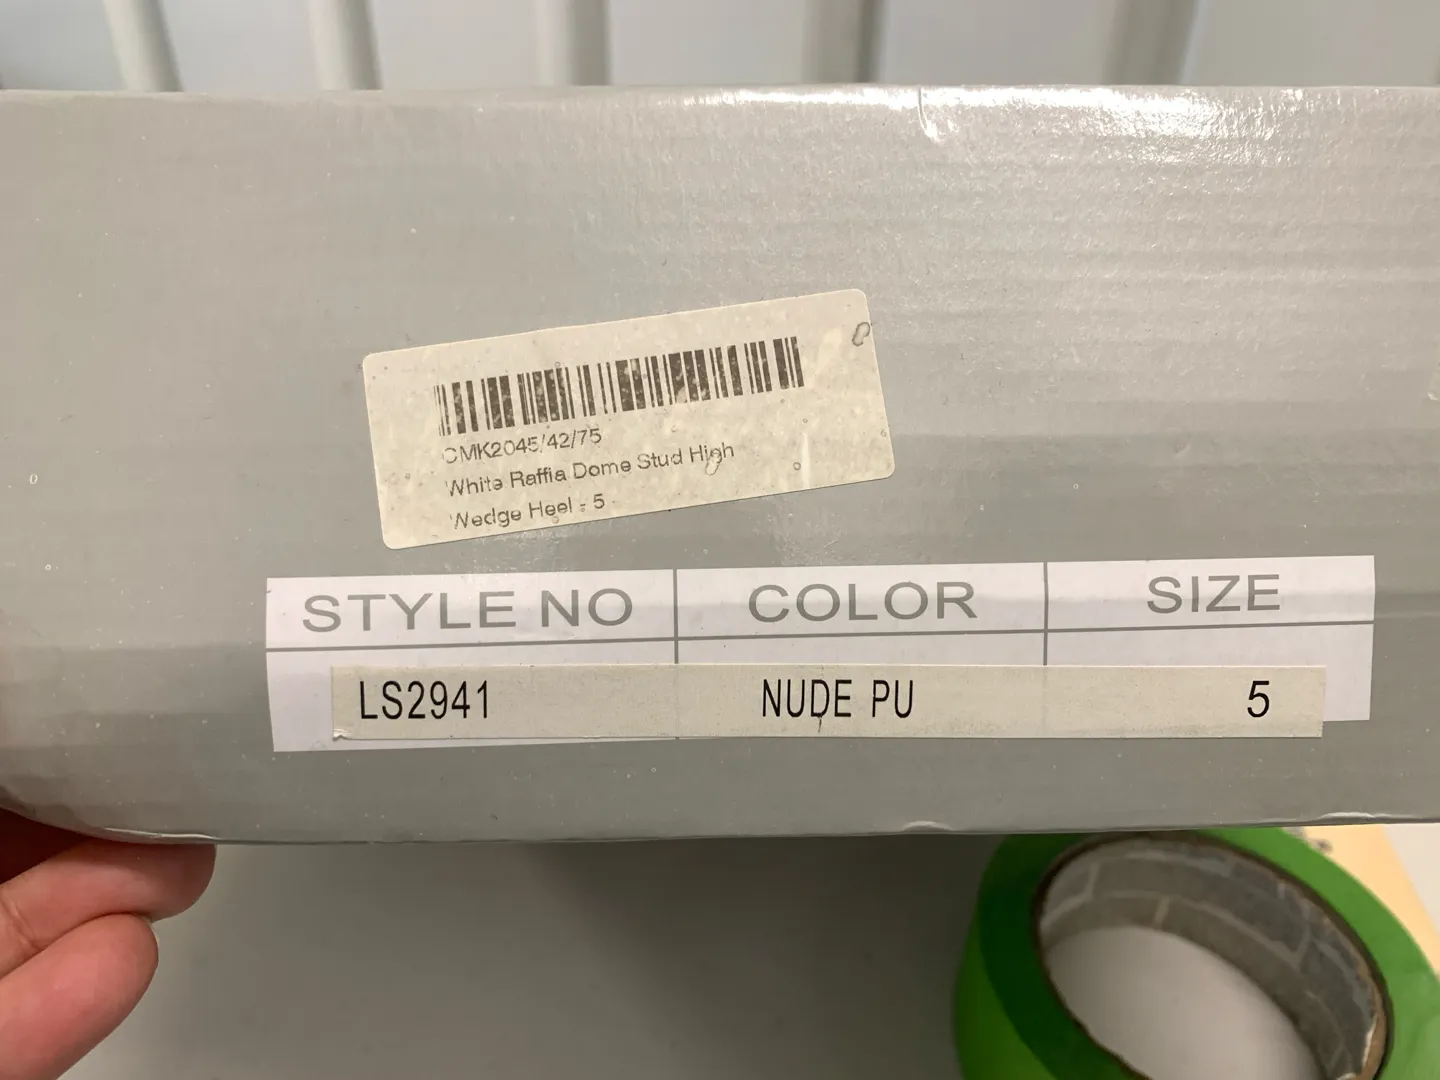 CMK2045/42/75
White Raffia Dome Stud High
Wedge Heel - 5
STYLE NO COLOR SIZE
LS2941 NUDE PU 5